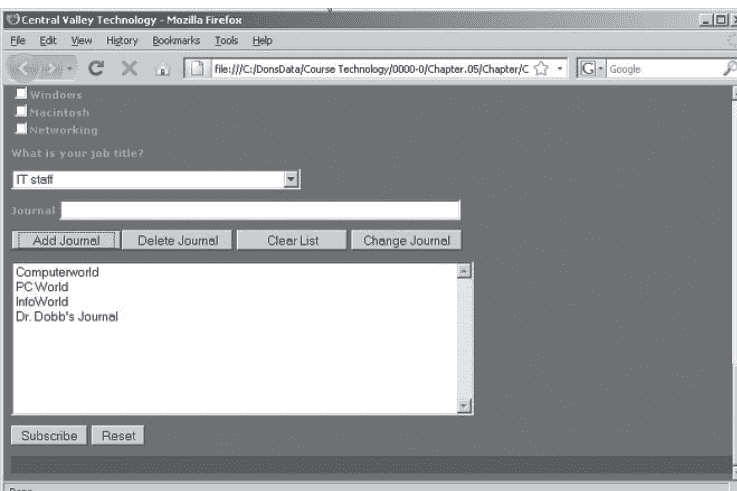 Central Valley Technology - Mozilla Firefox
File Edit View History Bookmarks Tools Help
file:///C:/DonsData/Course Technology/0000-0/Chapter.05/Chapter/C
G Google
Windows
Macintosh
Networking
What is your job title?
IT staff
Journal
Add Journal Delete Journal Clear List Change Journal
Computerworld
PC World
InfoWorld
Dr. Dobb's Journal
Subscribe Reset